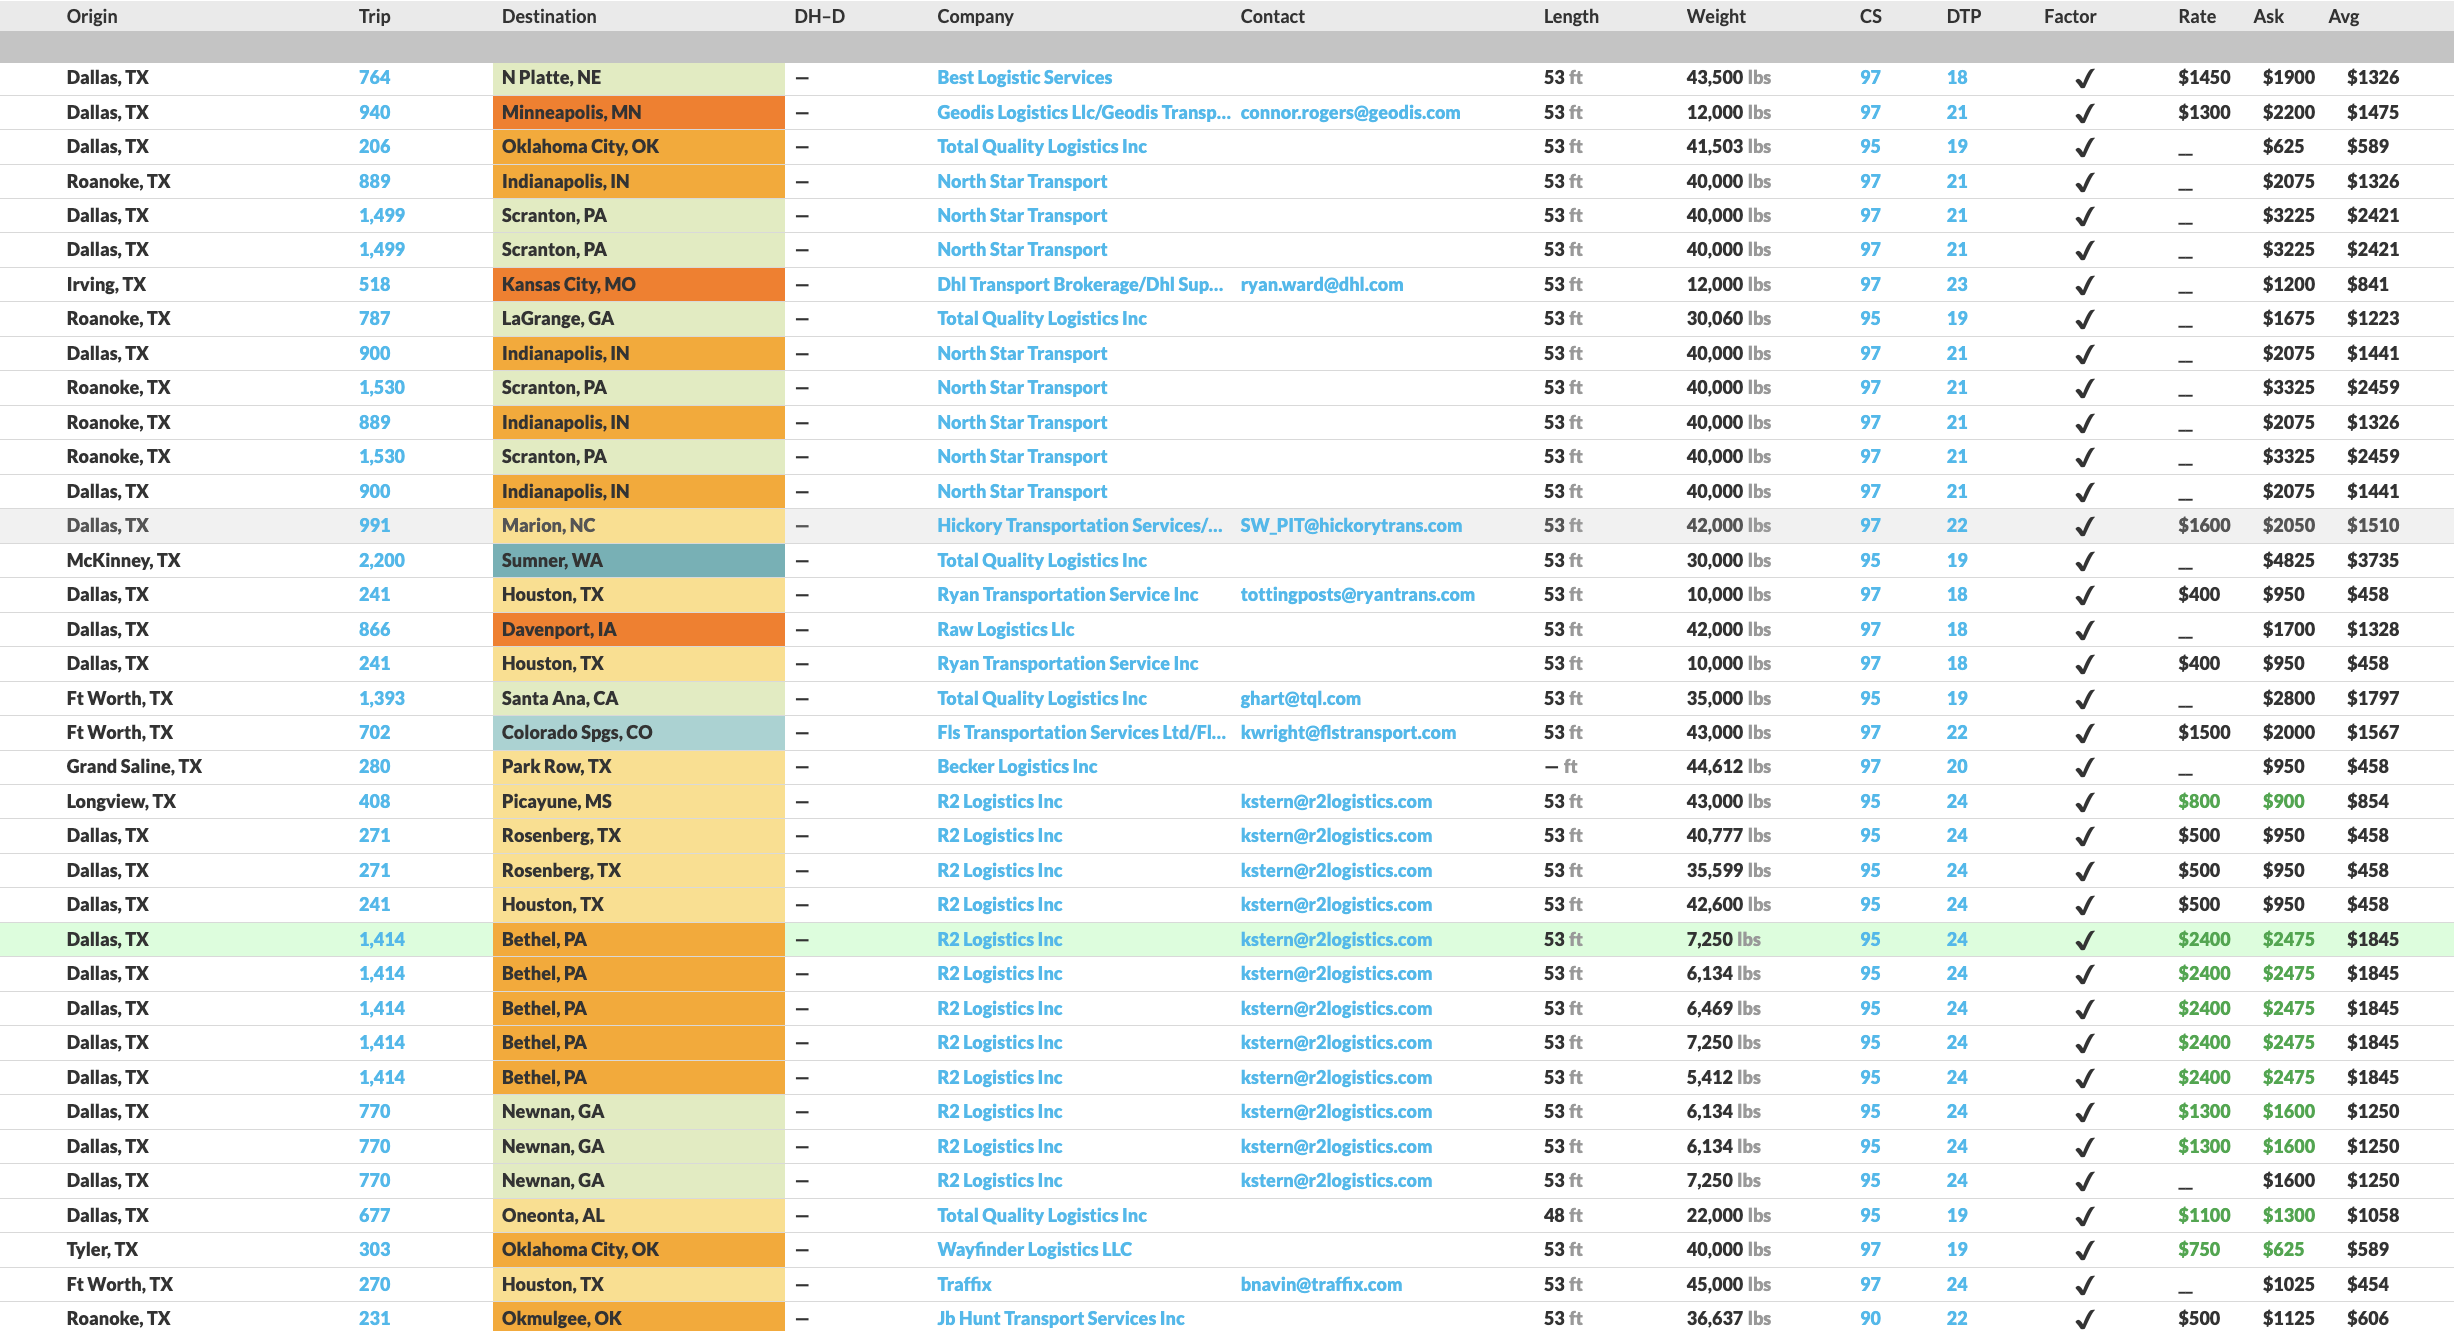 Origin Trip Destination DH–D Company Contact Length Weight CS DTP Factor Rate Ask Avg
Dallas, TX 764 N Platte, NE – Best Logistic Services 53 ft 43,500 lbs 97 18 ✓ $1450 $1900 $1326
Dallas, TX 940 Minneapolis, MN – Geodis Logistics Llc/Geodis Transp... connor.rogers@geodis.com 53 ft 12,000 lbs 97 21 ✓ $1300 $2200 $1475
Dallas, TX 206 Oklahoma City, OK – Total Quality Logistics Inc 53 ft 41,503 lbs 95 19 ✓ _ $625 $589
Roanoke, TX 889 Indianapolis, IN – North Star Transport 53 ft 40,000 lbs 97 21 ✓ _ $2075 $1326
Dallas, TX 1,499 Scranton, PA – North Star Transport 53 ft 40,000 lbs 97 21 ✓ _ $3225 $2421
Dallas, TX 1,499 Scranton, PA – North Star Transport 53 ft 40,000 lbs 97 21 ✓ _ $3225 $2421
Irving, TX 518 Kansas City, MO – Dhl Transport Brokerage/Dhl Sup... ryan.ward@dhl.com 53 ft 12,000 lbs 97 23 ✓ _ $1200 $841
Roanoke, TX 787 LaGrange, GA – Total Quality Logistics Inc 53 ft 30,060 lbs 95 19 ✓ _ $1675 $1223
Dallas, TX 900 Indianapolis, IN – North Star Transport 53 ft 40,000 lbs 97 21 ✓ _ $2075 $1441
Roanoke, TX 1,530 Scranton, PA – North Star Transport 53 ft 40,000 lbs 97 21 ✓ _ $3325 $2459
Roanoke, TX 889 Indianapolis, IN – North Star Transport 53 ft 40,000 lbs 97 21 ✓ _ $2075 $1326
Roanoke, TX 1,530 Scranton, PA – North Star Transport 53 ft 40,000 lbs 97 21 ✓ _ $3325 $2459
Dallas, TX 900 Indianapolis, IN – North Star Transport 53 ft 40,000 lbs 97 21 ✓ _ $2075 $1441
Dallas, TX 991 Marion, NC – Hickory Transportation Services/... SW_PIT@hickorytrans.com 53 ft 42,000 lbs 97 22 ✓ $1600 $2050 $1510
McKinney, TX 2,200 Sumner, WA – Total Quality Logistics Inc 53 ft 30,000 lbs 95 19 ✓ _ $4825 $3735
Dallas, TX 241 Houston, TX – Ryan Transportation Service Inc tottingposts@ryantrans.com 53 ft 10,000 lbs 97 18 ✓ $400 $950 $458
Dallas, TX 866 Davenport, IA – Raw Logistics Llc 53 ft 42,000 lbs 97 18 ✓ _ $1700 $1328
Dallas, TX 241 Houston, TX – Ryan Transportation Service Inc 53 ft 10,000 lbs 97 18 ✓ $400 $950 $458
Ft Worth, TX 1,393 Santa Ana, CA – Total Quality Logistics Inc ghart@tql.com 53 ft 35,000 lbs 95 19 ✓ _ $2800 $1797
Ft Worth, TX 702 Colorado Spgs, CO – Fls Transportation Services Ltd/Fl... kwright@flstransport.com 53 ft 43,000 lbs 97 22 ✓ $1500 $2000 $1567
Grand Saline, TX 280 Park Row, TX – Becker Logistics Inc – ft 44,612 lbs 97 20 ✓ _ $950 $458
Longview, TX 408 Picayune, MS – R2 Logistics Inc kstern@r2logistics.com 53 ft 43,000 lbs 95 24 ✓ $800 $900 $854
Dallas, TX 271 Rosenberg, TX – R2 Logistics Inc kstern@r2logistics.com 53 ft 40,777 lbs 95 24 ✓ $500 $950 $458
Dallas, TX 271 Rosenberg, TX – R2 Logistics Inc kstern@r2logistics.com 53 ft 35,599 lbs 95 24 ✓ $500 $950 $458
Dallas, TX 241 Houston, TX – R2 Logistics Inc kstern@r2logistics.com 53 ft 42,600 lbs 95 24 ✓ $500 $950 $458
Dallas, TX 1,414 Bethel, PA – R2 Logistics Inc kstern@r2logistics.com 53 ft 7,250 lbs 95 24 ✓ $2400 $2475 $1845
Dallas, TX 1,414 Bethel, PA – R2 Logistics Inc kstern@r2logistics.com 53 ft 6,134 lbs 95 24 ✓ $2400 $2475 $1845
Dallas, TX 1,414 Bethel, PA – R2 Logistics Inc kstern@r2logistics.com 53 ft 6,469 lbs 95 24 ✓ $2400 $2475 $1845
Dallas, TX 1,414 Bethel, PA – R2 Logistics Inc kstern@r2logistics.com 53 ft 7,250 lbs 95 24 ✓ $2400 $2475 $1845
Dallas, TX 1,414 Bethel, PA – R2 Logistics Inc kstern@r2logistics.com 53 ft 5,412 lbs 95 24 ✓ $2400 $2475 $1845
Dallas, TX 770 Newnan, GA – R2 Logistics Inc kstern@r2logistics.com 53 ft 6,134 lbs 95 24 ✓ $1300 $1600 $1250
Dallas, TX 770 Newnan, GA – R2 Logistics Inc kstern@r2logistics.com 53 ft 6,134 lbs 95 24 ✓ $1300 $1600 $1250
Dallas, TX 770 Newnan, GA – R2 Logistics Inc kstern@r2logistics.com 53 ft 7,250 lbs 95 24 ✓ _ $1600 $1250
Dallas, TX 677 Oneonta, AL – Total Quality Logistics Inc 48 ft 22,000 lbs 95 19 ✓ $1100 $1300 $1058
Tyler, TX 303 Oklahoma City, OK – Wayfinder Logistics LLC 53 ft 40,000 lbs 97 19 ✓ $750 $625 $589
Ft Worth, TX 270 Houston, TX – Traffix bnavin@traffix.com 53 ft 45,000 lbs 97 24 ✓ _ $1025 $454
Roanoke, TX 231 Okmulgee, OK – Jb Hunt Transport Services Inc 53 ft 36,637 lbs 90 22 ✓ $500 $1125 $606